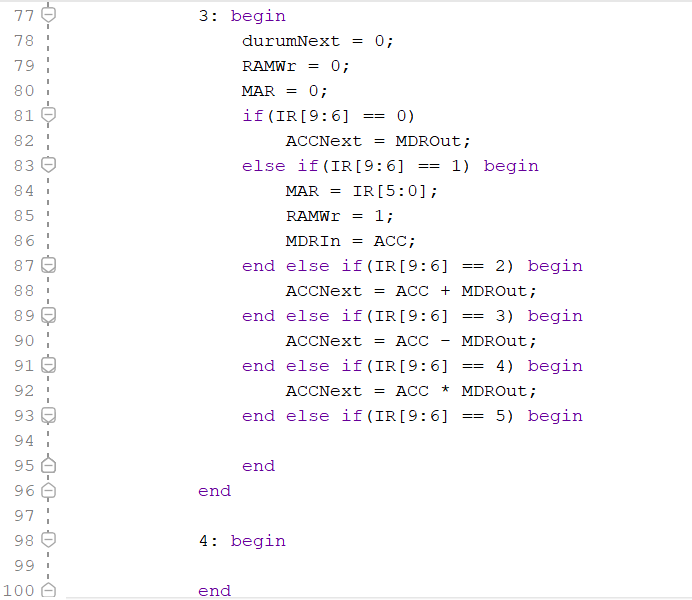 77 3: begin
78 durumNext = 0;
79 RAMWr = 0;
80 MAR = 0;
81 if(IR[9:6] == 0)
82 ACCNext = MDROut;
83 else if(IR[9:6] == 1) begin
84 MAR = IR[5:0];
85 RAMWr = 1;
86 MDRIn = ACC;
87 end else if(IR[9:6] == 2) begin
88 ACCNext = ACC + MDROut;
89 end else if(IR[9:6] == 3) begin
90 ACCNext = ACC - MDROut;
91 end else if(IR[9:6] == 4) begin
92 ACCNext = ACC * MDROut;
93 end else if(IR[9:6] == 5) begin
94
95 end
96 end
97
98 4: begin
99
100 end